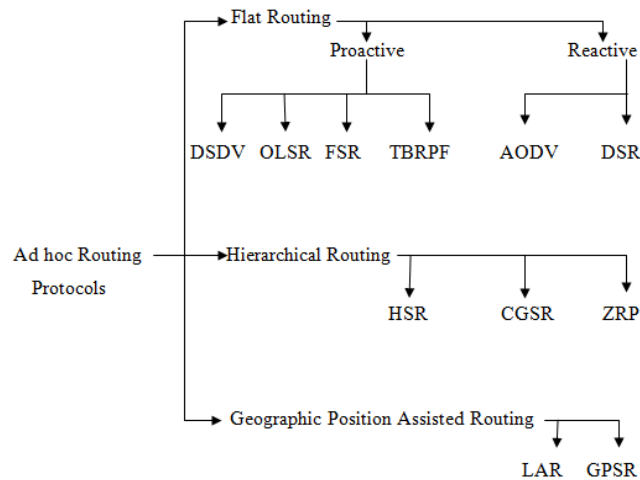 Flat Routing
Proactive Reactive
DSDV OLSR FSR TBRPF AODV DSR
Ad hoc Routing
Protocols
Hierarchical Routing
HSR CGSR ZRP
Geographic Position Assisted Routing
LAR GPSR